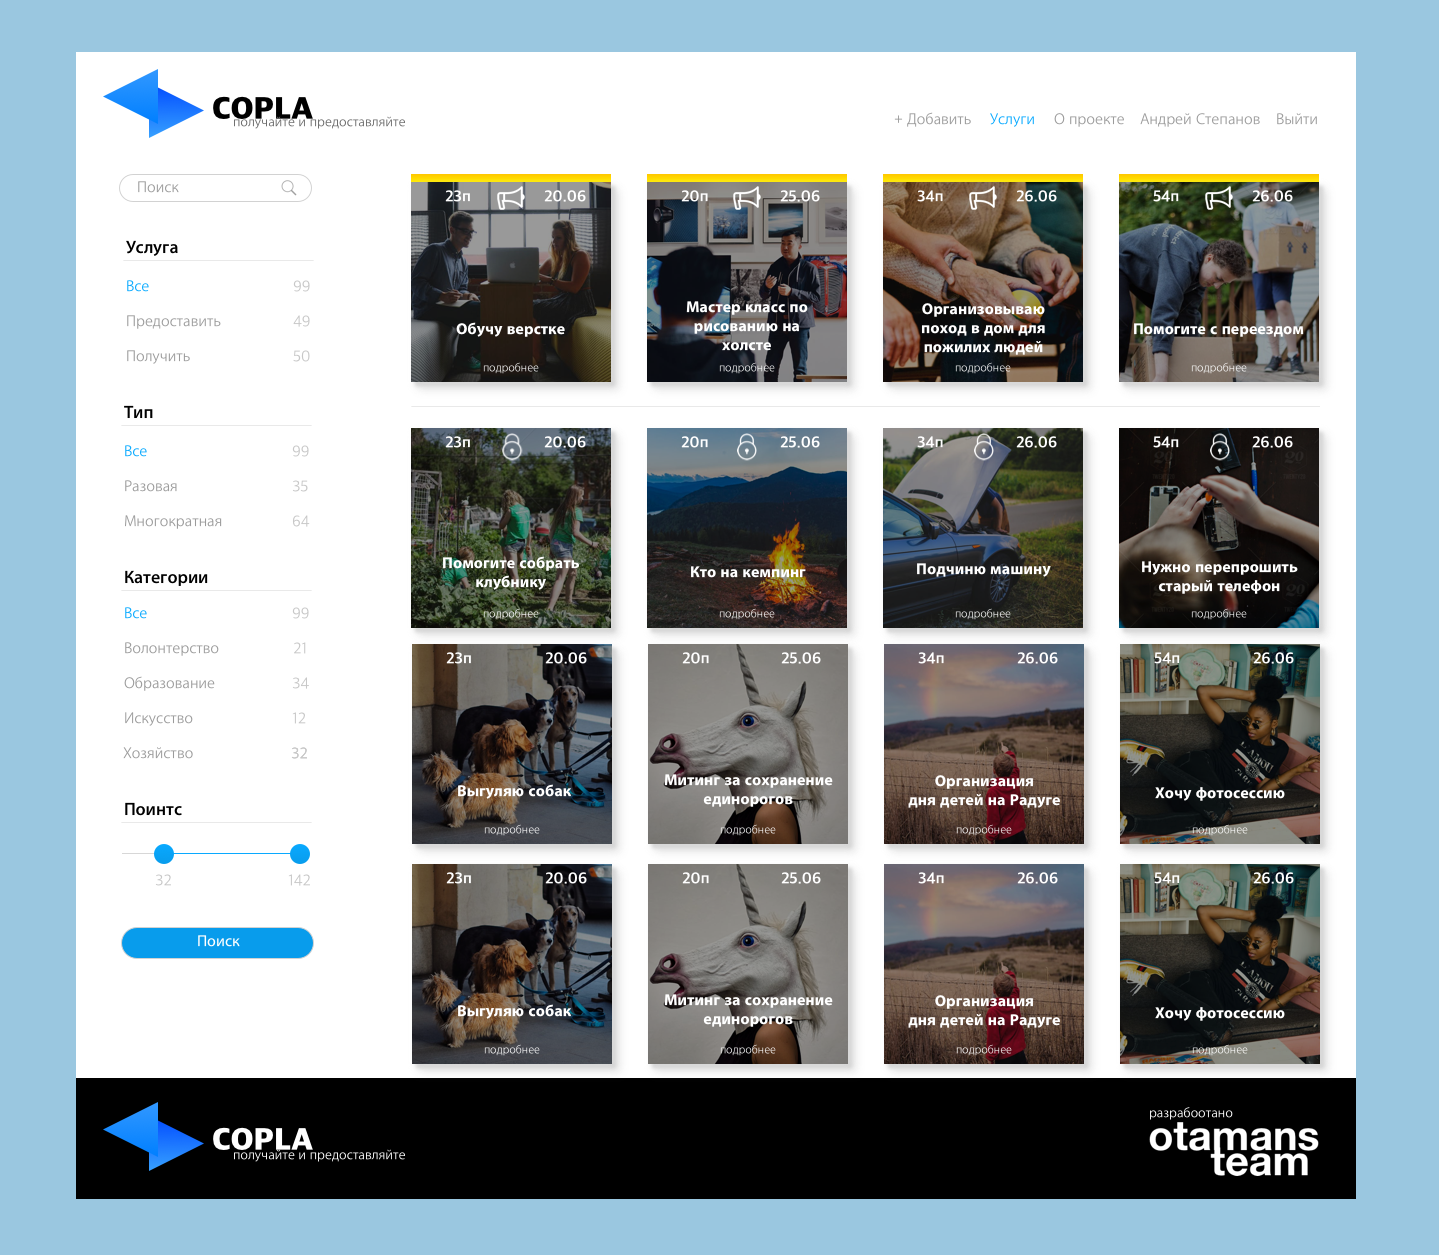 COPLA
получайте и предоставляйте
+ Добавить Услуги О проекте Андрей Степанов Выйти
Поиск
Услуга
Все 99
Предоставить 49
Получить 50
Тип
Все 99
Разовая 35
Многократная 64
Категории
Все 99
Волонтерство 21
Образование 34
Искусство 12
Хозяйство 32
Поинтс
32 142
Поиск
23п 20.06
Обучу верстке
подробнее
20п 25.06
Мастер класс по
рисованию на
холсте
подробнее
34п 26.06
Организовываю
поход в дом для
пожилих людей
подробнее
54п 26.06
Помогите с переездом
подробнее
23п 20.06
Помогите собрать
клубнику
подробнее
20п 25.06
Кто на кемпинг
подробнее
34п 26.06
Подчиню машину
подробнее
54п 26.06
Нужно перепрошить
старый телефон
подробнее
23п 20.06
Выгуляю собак
подробнее
20п 25.06
Митинг за сохранение
единорогов
подробнее
34п 26.06
Организация
дня детей на Радуге
подробнее
54п 26.06
Хочу фотосессию
подробнее
23п 20.06
Выгуляю собак
подробнее
20п 25.06
Митинг за сохранение
единорогов
подробнее
34п 26.06
Организация
дня детей на Радуге
подробнее
54п 26.06
Хочу фотосессию
подробнее
COPLA
получайте и предоставляйте
разрабоотано
otamans
team